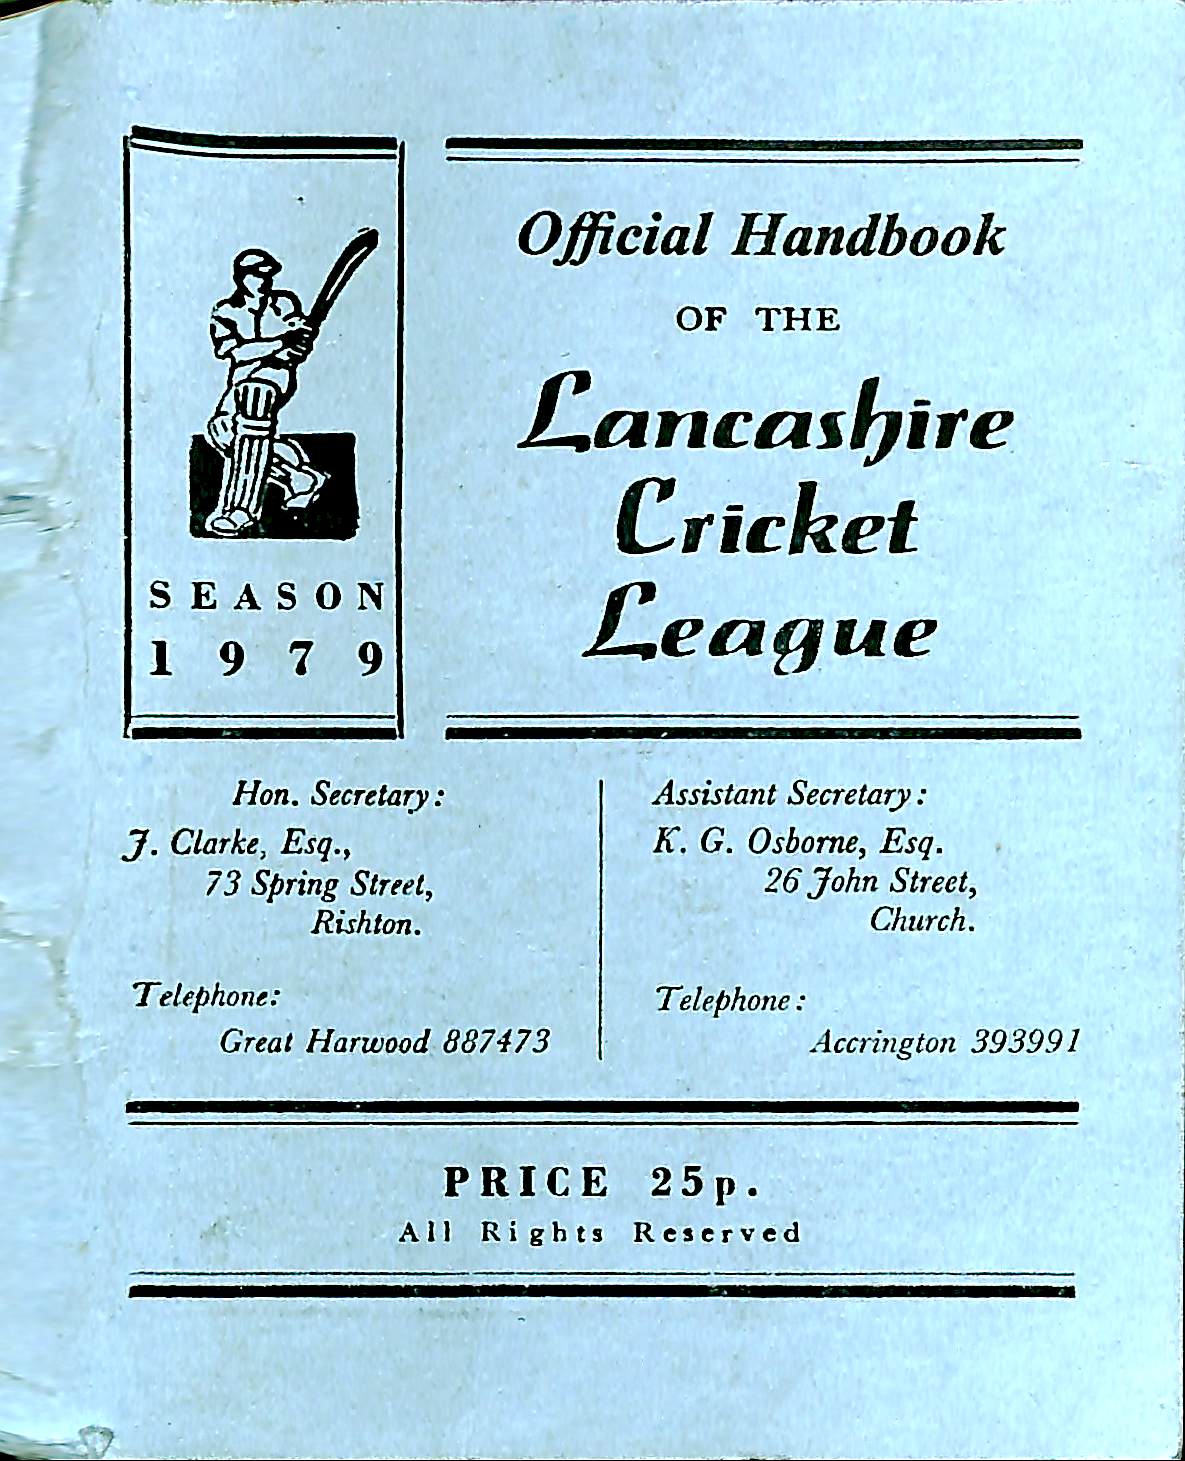 Official Handbook
OF THE
Lancashire
Cricket
League
SEASON
1979
Hon. Secretary:
J. Clarke, Esq.,
73 Spring Street,
Rishton.
Telephone:
Great Harwood 887473
Assistant Secretary:
K. G. Osborne, Esq.
26 John Street,
Church.
Telephone:
Accrington 393991
PRICE 25p.
All Rights Reserved